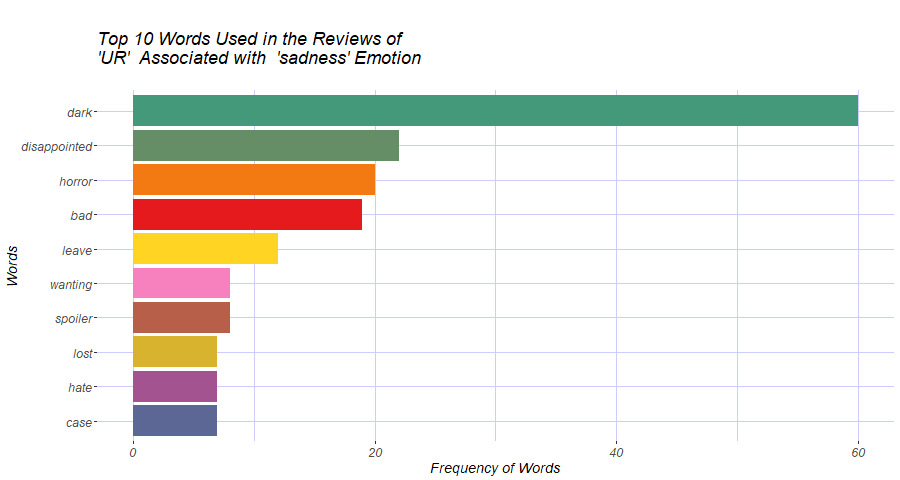 Top 10 Words Used in the Reviews of
'UR'  Associated with  'sadness' Emotion
Words
dark
disappointed
horror
bad
leave
wanting
spoiler
lost
hate
case
0 20 40 60
Frequency of Words